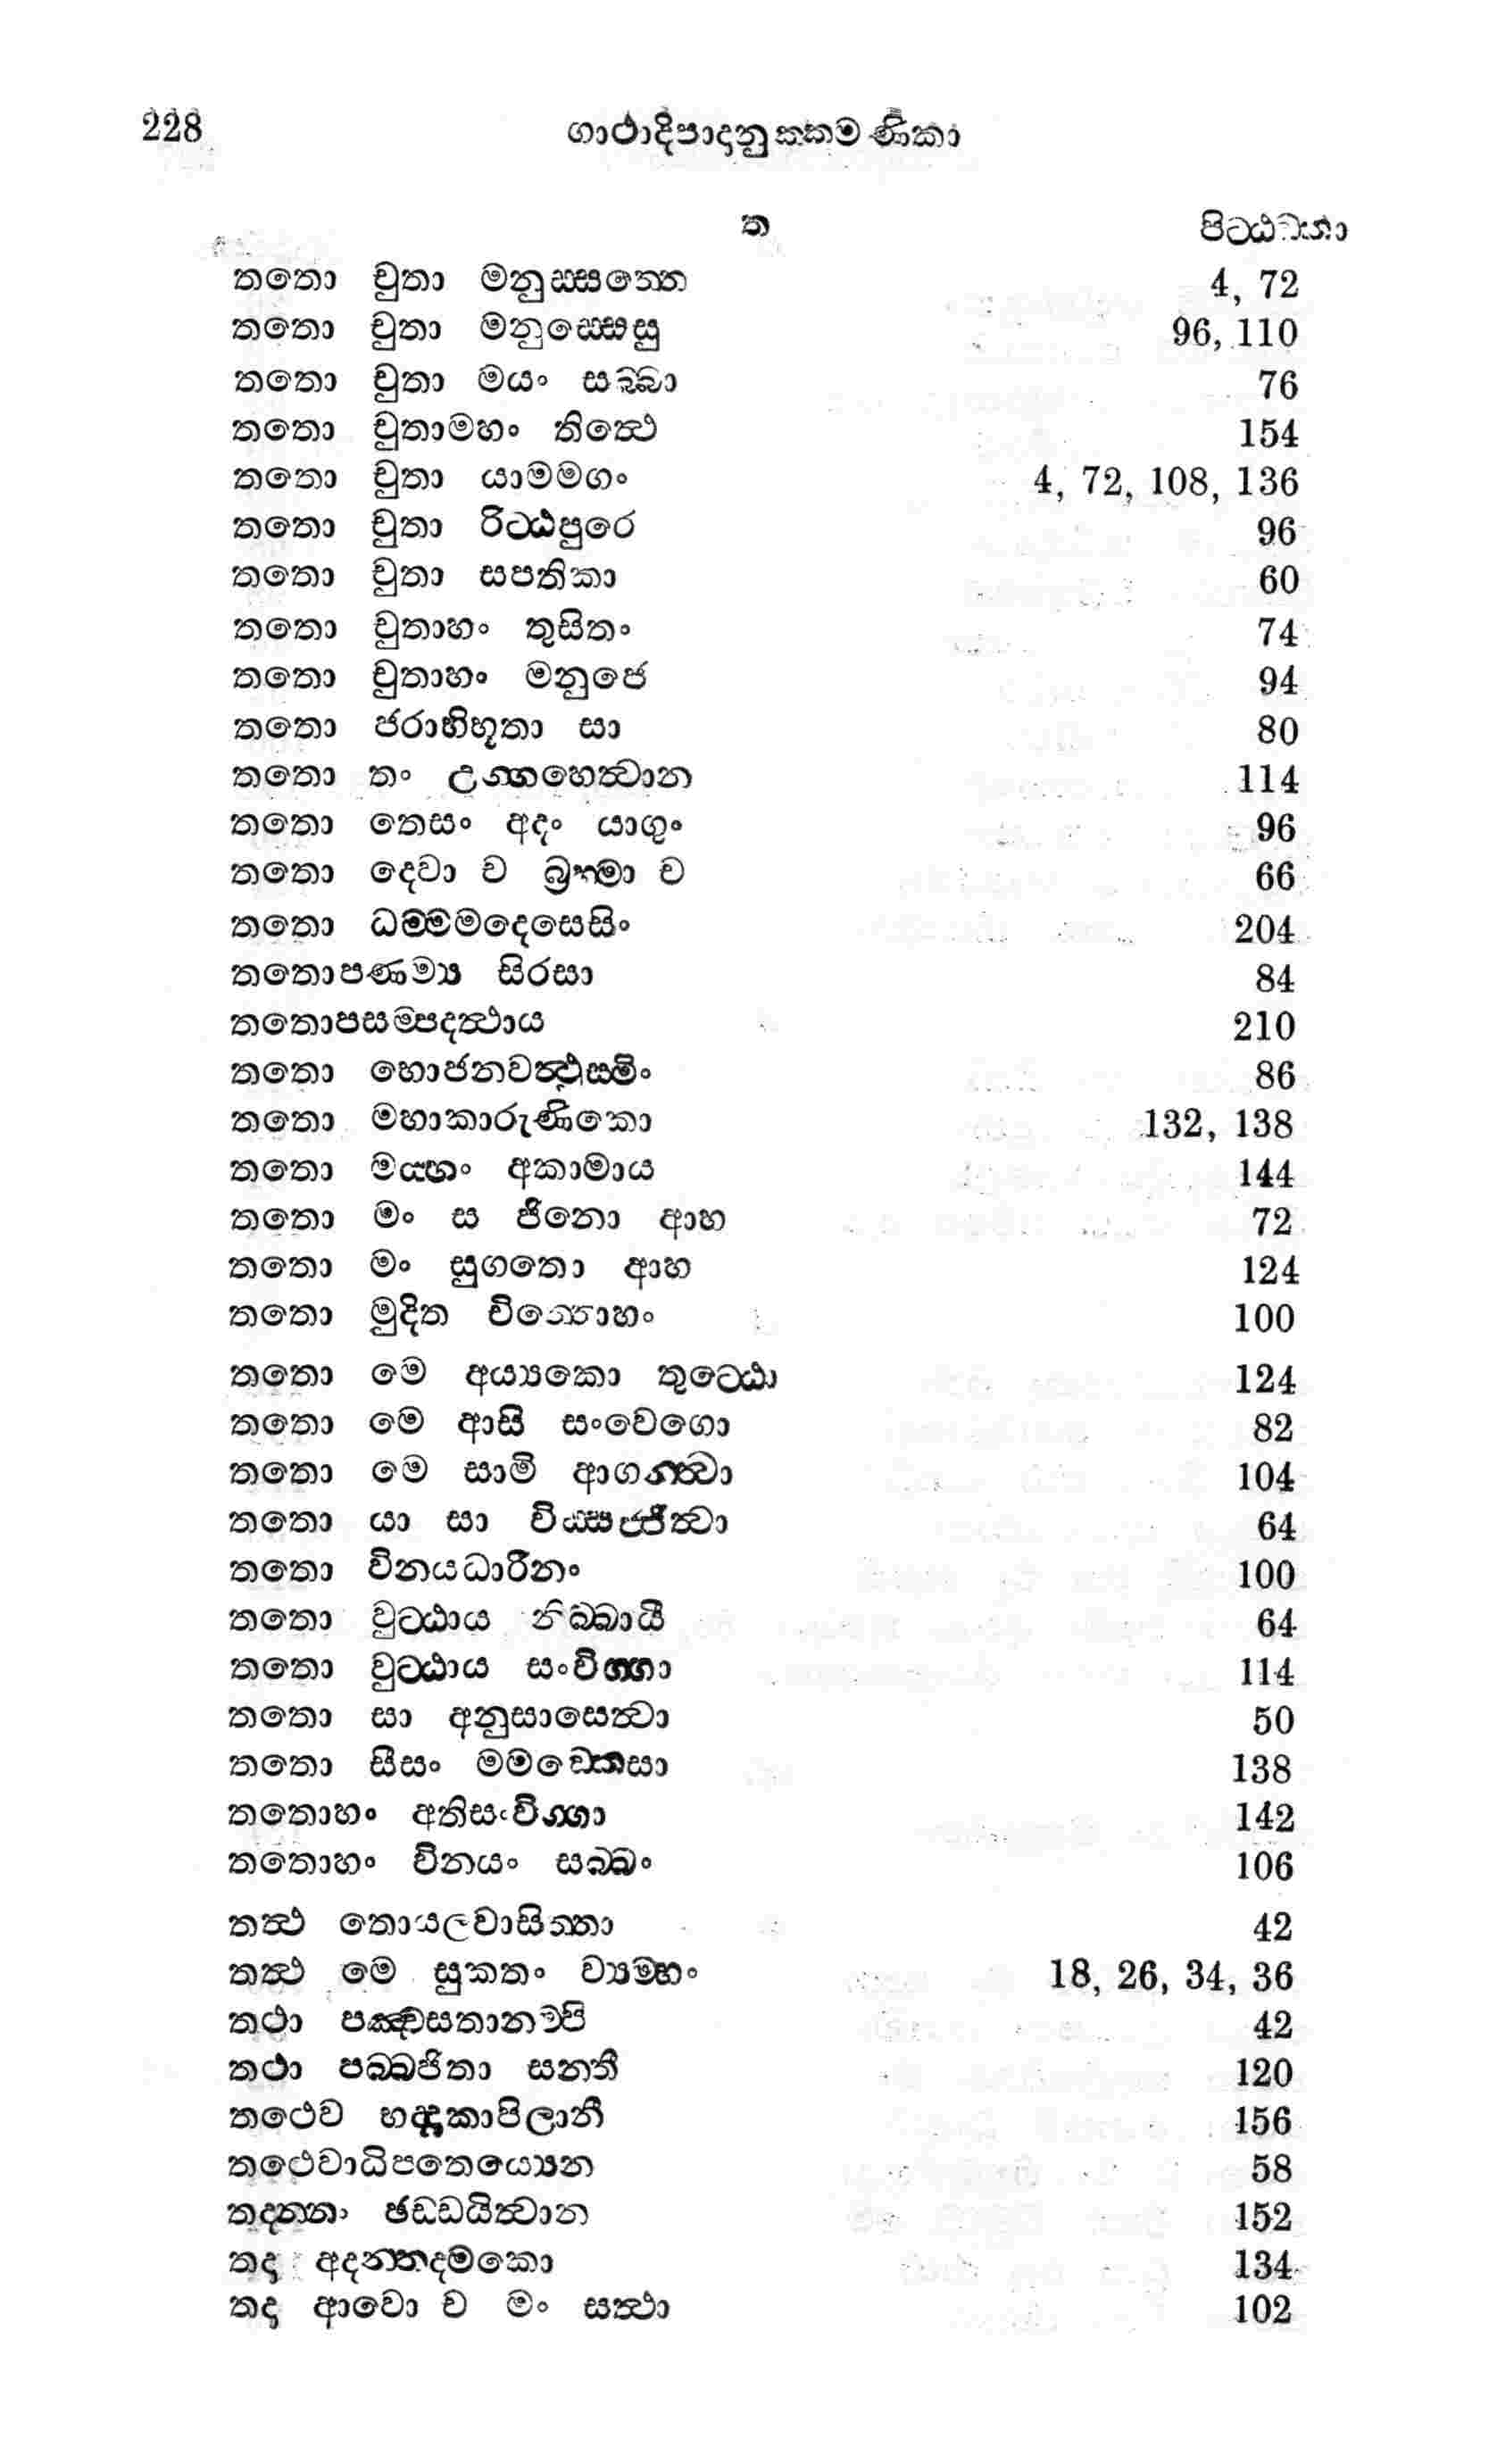 228 ගාථාදිපාදානුක්කමණිකා
ත පිට්ඨඞ්කා
තතො චුතා මනුස්සත්තෙ 4, 72
තතො චුතා මනුස්සෙසු 96, 110
තතො චුතා මයං සබ්බා 76
තතො චුතාමහං තිත්ථෙ 154
තතො චුතා යාමමගං 4, 72, 108, 136
තතො චුතා රිට්ඨපුරෙ 96
තතො චුතා සපතිකා 60
තතො චුතාහං තුසිතං 74
තතො චුතාහං මනුජෙ 94
තතො ජරාභිභූතා සා 80
තතො තං උග්ගහෙත්වාන 114
තතො තෙසං අදං යාගුං 96
තතො දෙවා ච බ්‍රහ්මා ච 66
තතො ධම්මමදෙසෙසිං 204
තතොපණම්‍ය සිරසා 84
තතොපසම්පදත්ථාය 210
තතො භොජනවත්ථුස්මිං 86
තතො මහාකාරුණිකො 132, 138
තතො මය්හං අකාමාය 144
තතො මං ස ජිනො ආහ 72
තතො මං සුගතො ආහ 124
තතො මුදිත චිත්තොහං 100
තතො මෙ අය්‍යකො තුට්ඨො 124
තතො මෙ ආසි සංවෙගො 82
තතො මෙ සාමි ආගන්ත්වා 104
තතො යා සා විස්සජ්ජිත්වා 64
තතො විනයධාරීනං 100
තතො වුට්ඨාය නිබ්බායී 64
තතො වුට්ඨාය සංවිග්ගා 114
තතො සා අනුසාසෙත්වා 50
තතො සීසං මමඞ්කෙසා 138
තතොහං අතිසංවිග්ගා 142
තතොහං විනයං සබ්බං 106
තත්ථ තොයලවාසින්නා 42
තත්ථ මෙ සුකතං ව්‍යම්හං 18, 26, 34, 36
තථා පඤ්චසතානම්පි 42
තථා පබ්බජිතා සන්තී 120
තථෙව භද්දකාපිලානී 156
තථෙවාධිපතෙය්‍යෙන 58
තදන්නං ඡඩ්ඩයිත්වාන 152
තදා අදන්තදමකො 134
තදා ආවො ච මං සත්ථා 102